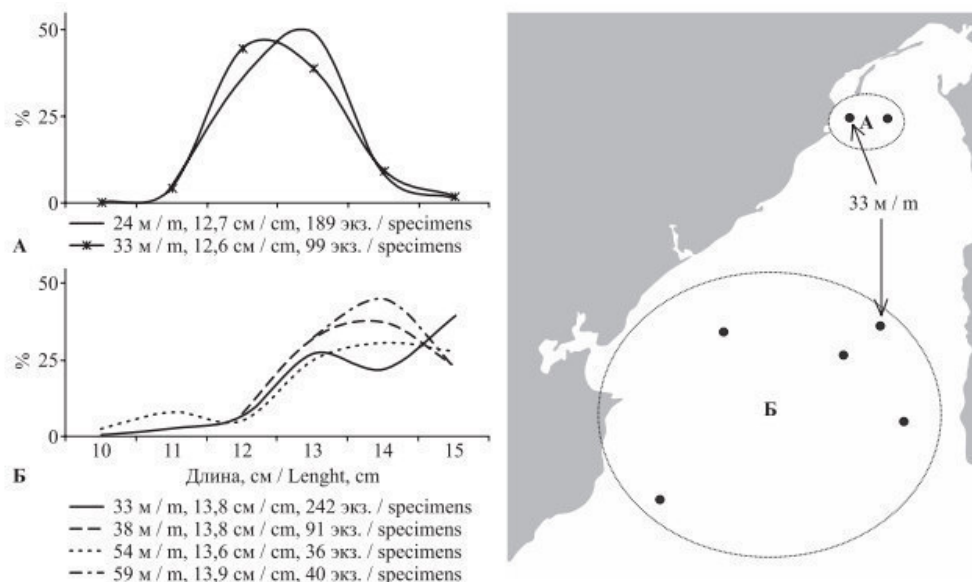 50
25
%
0
24 м / m, 12,7 см / cm, 189 экз. / specimens
А
33 м / m, 12,6 см / cm, 99 экз. / specimens
50
25
%
0
10 11 12 13 14 15
Б
Длина, см / Lenght, cm
33 м / m, 13,8 см / cm, 242 экз. / specimens
38 м / m, 13,8 см / cm, 91 экз. / specimens
54 м / m, 13,6 см / cm, 36 экз. / specimens
59 м / m, 13,9 см / cm, 40 экз. / specimens
А
33 м / m
Б